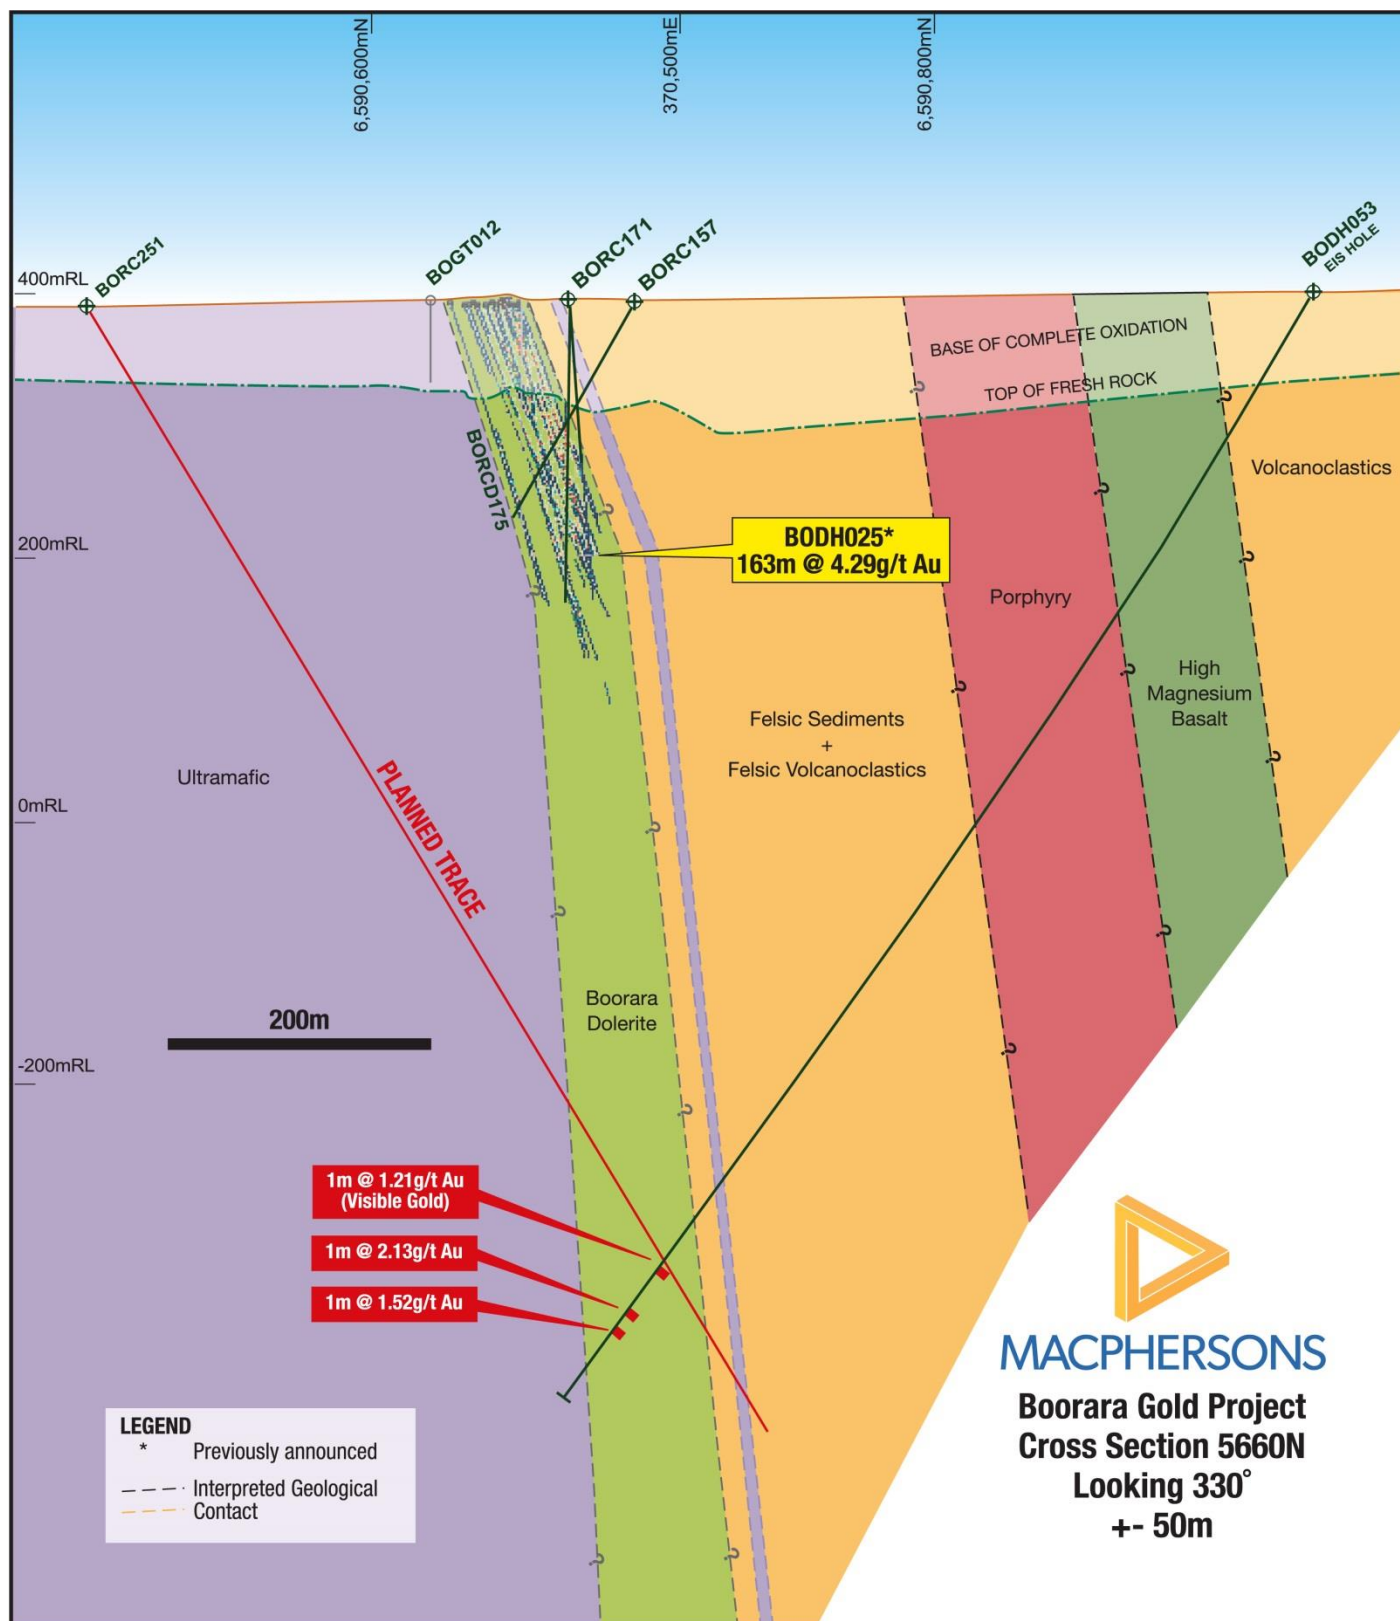 6,590,600mN
370,500mE
6,590,800mN
BORC251
BOGT012
BORC171
BORC157
BODH053
EIS HOLE
400mRL
BASE OF COMPLETE OXIDATION
TOP OF FRESH ROCK
?
?
BORCD175
Volcanoclastics
?
?
BODH025*
163m @ 4.29g/t Au
200mRL
?
?
Porphyry
?
?
High
Magnesium
Basalt
Felsic Sediments
+
Felsic Volcanoclastics
?
Ultramafic
PLANNED TRACE
0mRL
?
?
?
Boorara
Dolerite
200m
?
-200mRL
?
1m @ 1.21g/t Au
(Visible Gold)
1m @ 2.13g/t Au
1m @ 1.52g/t Au
MACPHERSONS
Boorara Gold Project
Cross Section 5660N
Looking 330°
+- 50m
LEGEND
* Previously announced
Interpreted Geological
Contact
?
?